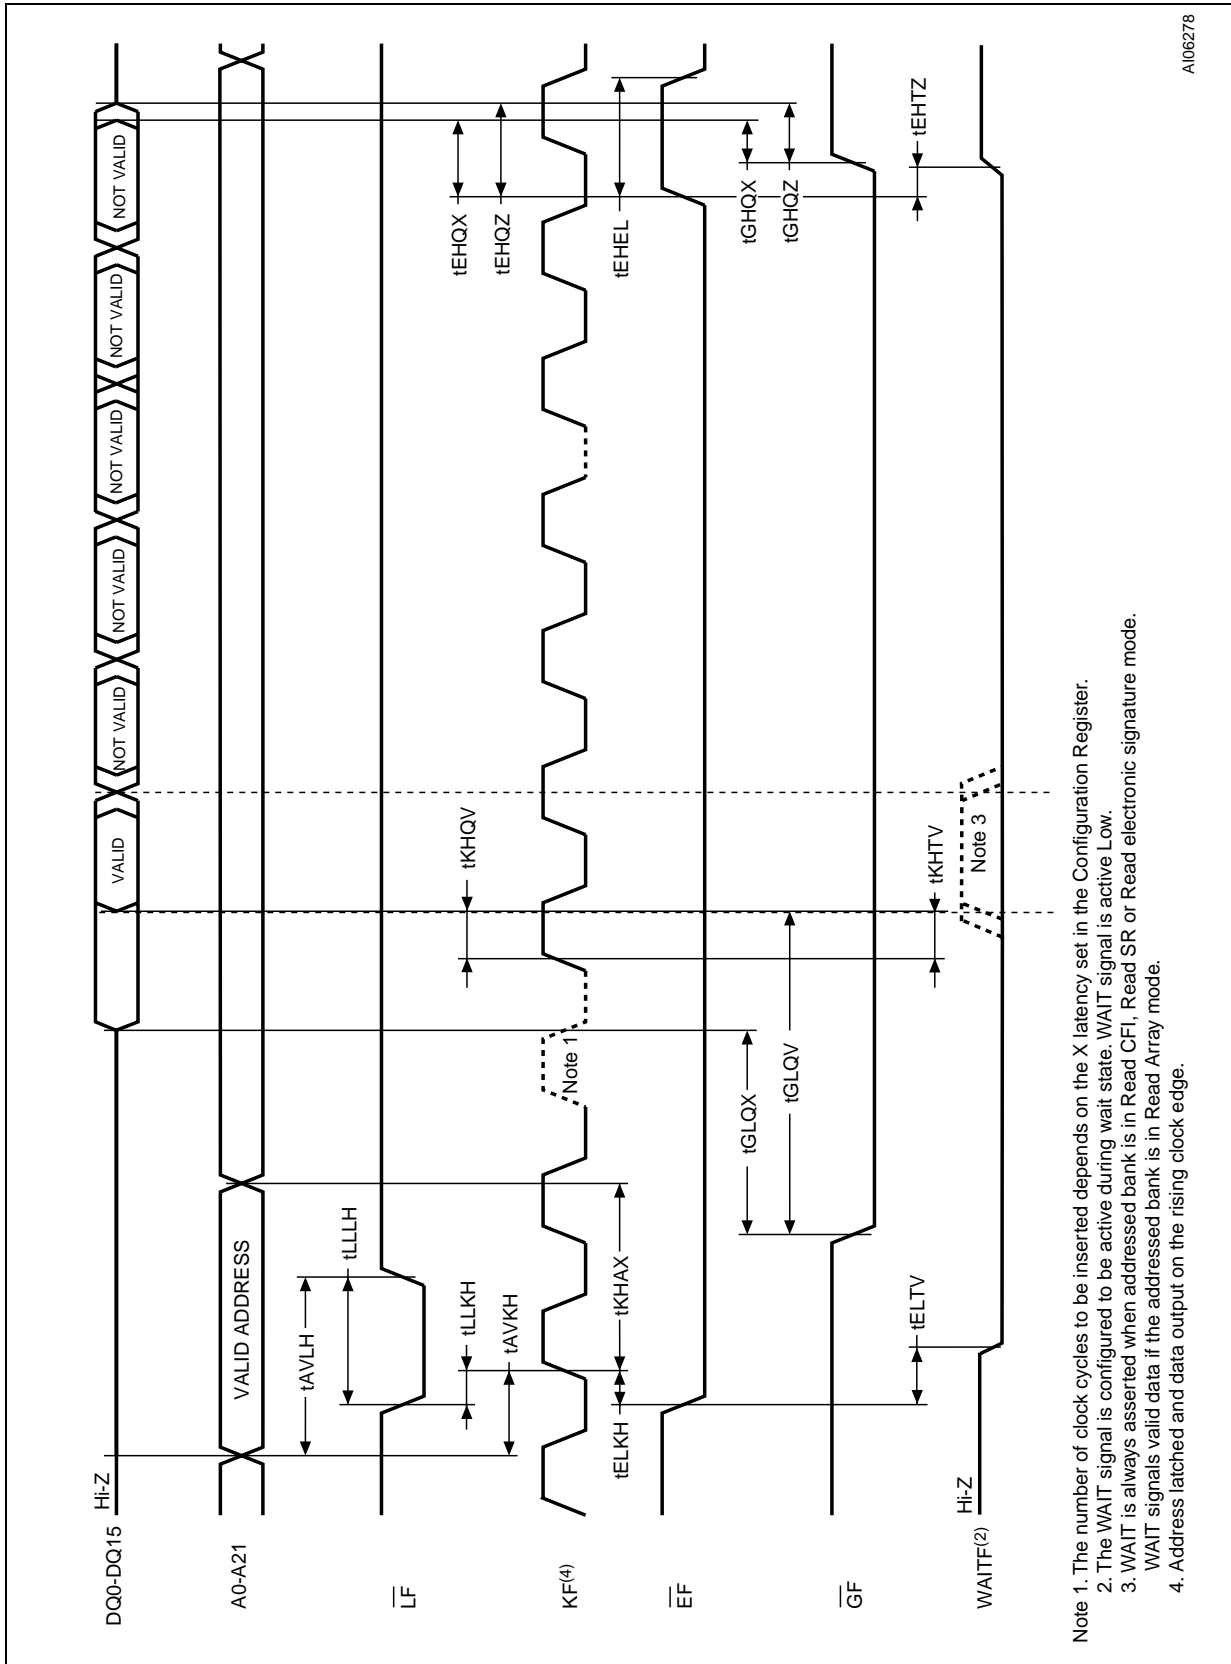 AI06278
DQ0-DQ15
Hi-Z
VALID
NOT VALID
NOT VALID
NOT VALID
NOT VALID
NOT VALID
A0-A21
VALID ADDRESS
tAVLH
LF
tLLLH
tLLKH
tAVKH
tKHQV
tEHQX
tEHQZ
KF(4)
Note 1
tELKH
tKHAX
tEHEL
EF
tGLQX
tGLQV
tGHQX
tGHQZ
GF
tELTV
tKHTV
tEHTZ
WAITF(2)
Hi-Z
Note 3
Note 1. The number of clock cycles to be inserted depends on the X latency set in the Configuration Register.
2. The WAIT signal is configured to be active during wait state. WAIT signal is active Low.
3. WAIT is always asserted when addressed bank is in Read CFI, Read SR or Read electronic signature mode.
WAIT signals valid data if the addressed bank is in Read Array mode.
4. Address latched and data output on the rising clock edge.